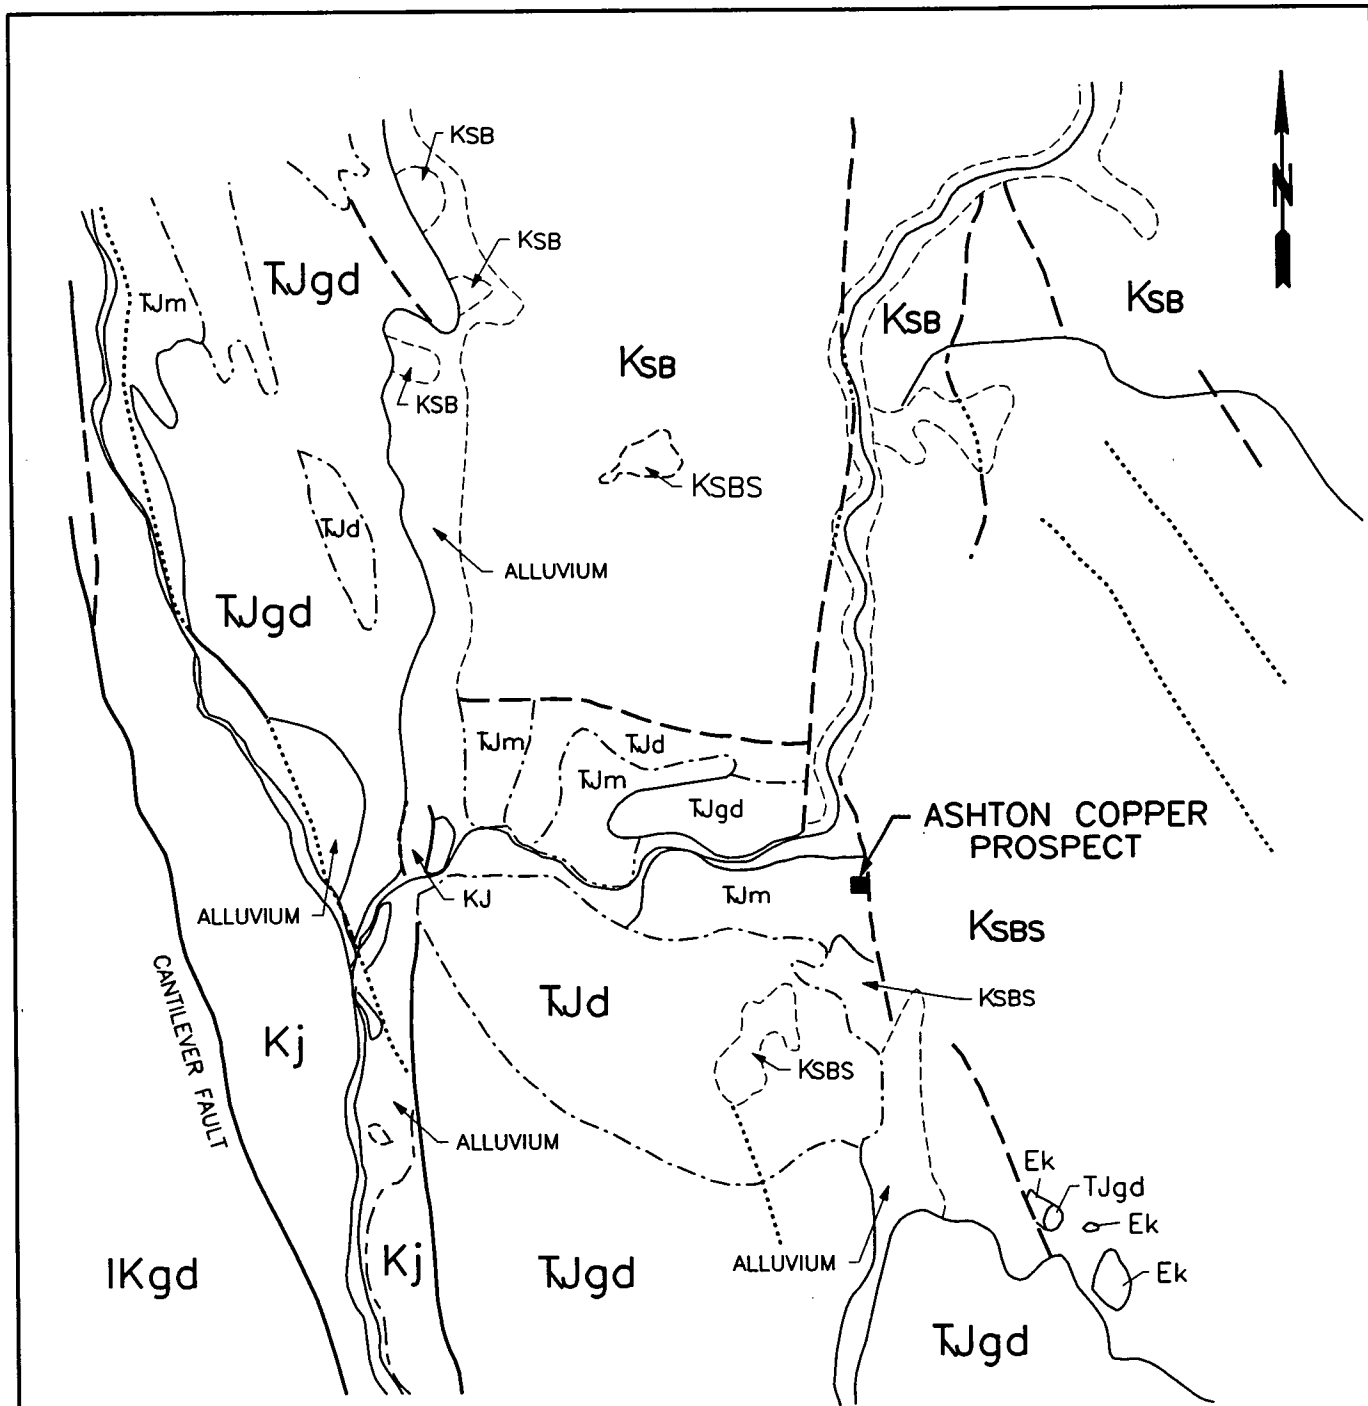 KSB
N
KSB
TJgd
TJm
KSB
KSB
KSB
KSB
KSBS
TJd
ALLUVIUM
TJgd
TJm
TJd
TJm
TJgd
ASHTON COPPER
PROSPECT
TJm
KJ
ALLUVIUM
KSBS
CANTILEVER FAULT
TJd
KSBS
Kj
KSBS
ALLUVIUM
Ek
TJgd
Ek
Kj
ALLUVIUM
IKgd
TJgd
Ek
TJgd